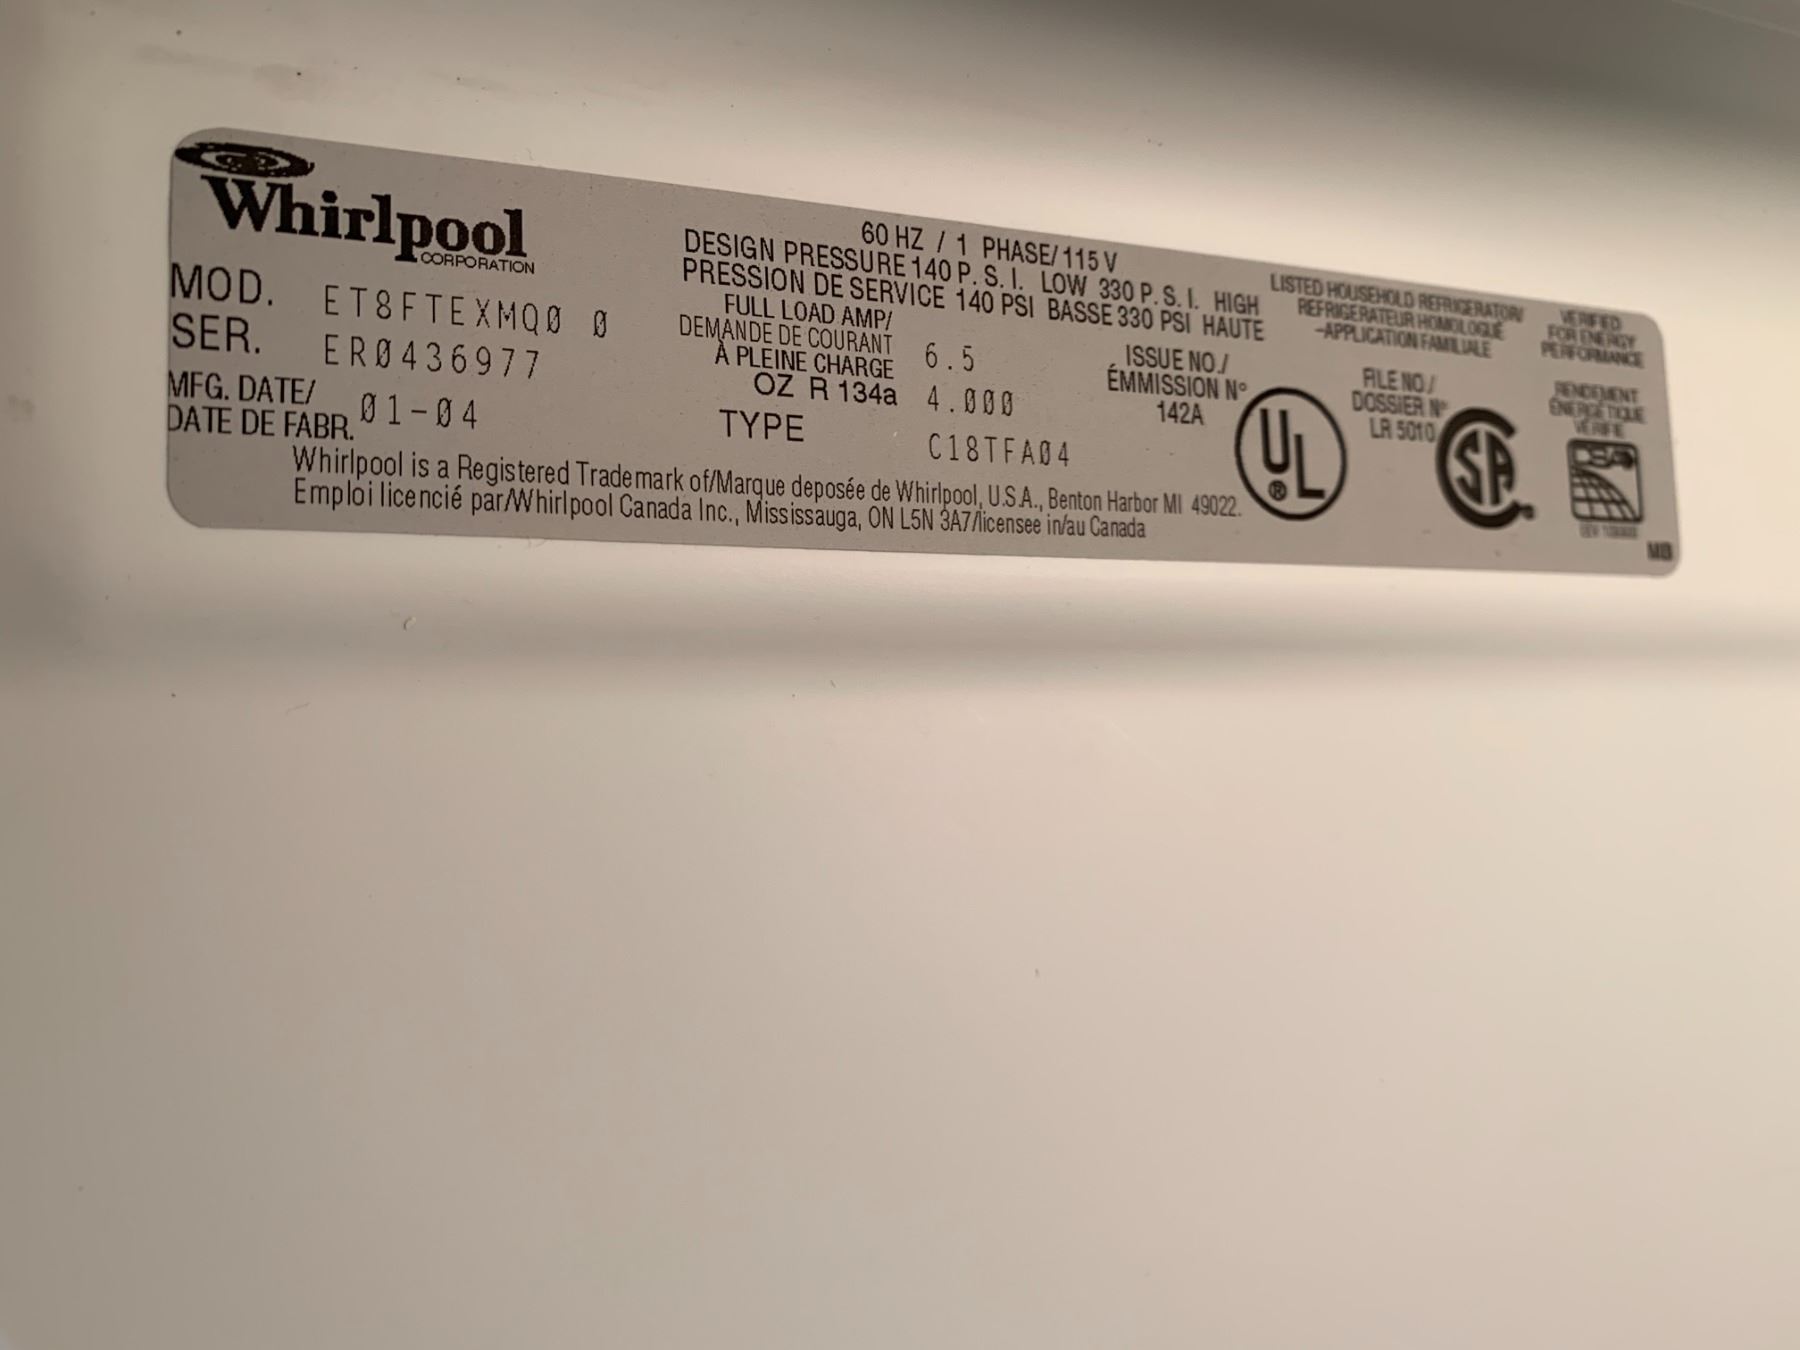 Whirlpool
CORPORATION
MOD. ET8FTEXMQ0 0
SER. ER0436977
MFG. DATE/
DATE DE FABR. 01-04
60 HZ / 1 PHASE/ 115 V
DESIGN PRESSURE 140 P.S.I. LOW 330 P.S.I. HIGH
PRESSION DE SERVICE 140 PSI BASSE 330 PSI HAUTE
FULL LOAD AMP/
DEMANDE DE COURANT
À PLEINE CHARGE 6.5
OZ R 134a 4.000
TYPE C18TFA04
ISSUE NO./
ÉMMISSION Nº
142A
UL
®
LISTED HOUSEHOLD REFRIGERATOR/
REFRIGERATEUR HOMOLOGUÉ
-APPLICATION FAMILIALE
FILE NO./
DOSSIER Nº
LR 5010
SA
VERIFIED
FOR ENERGY
PERFORMANCE
RENDEMENT
ÉNERGÉTIQUE
VÉRIFIÉ
Whirlpool is a Registered Trademark of/Marque deposée de Whirlpool, U.S.A., Benton Harbor MI 49022.
Emploi licencié par/Whirlpool Canada Inc., Mississauga, ON L5N 3A7/licensee in/au Canada